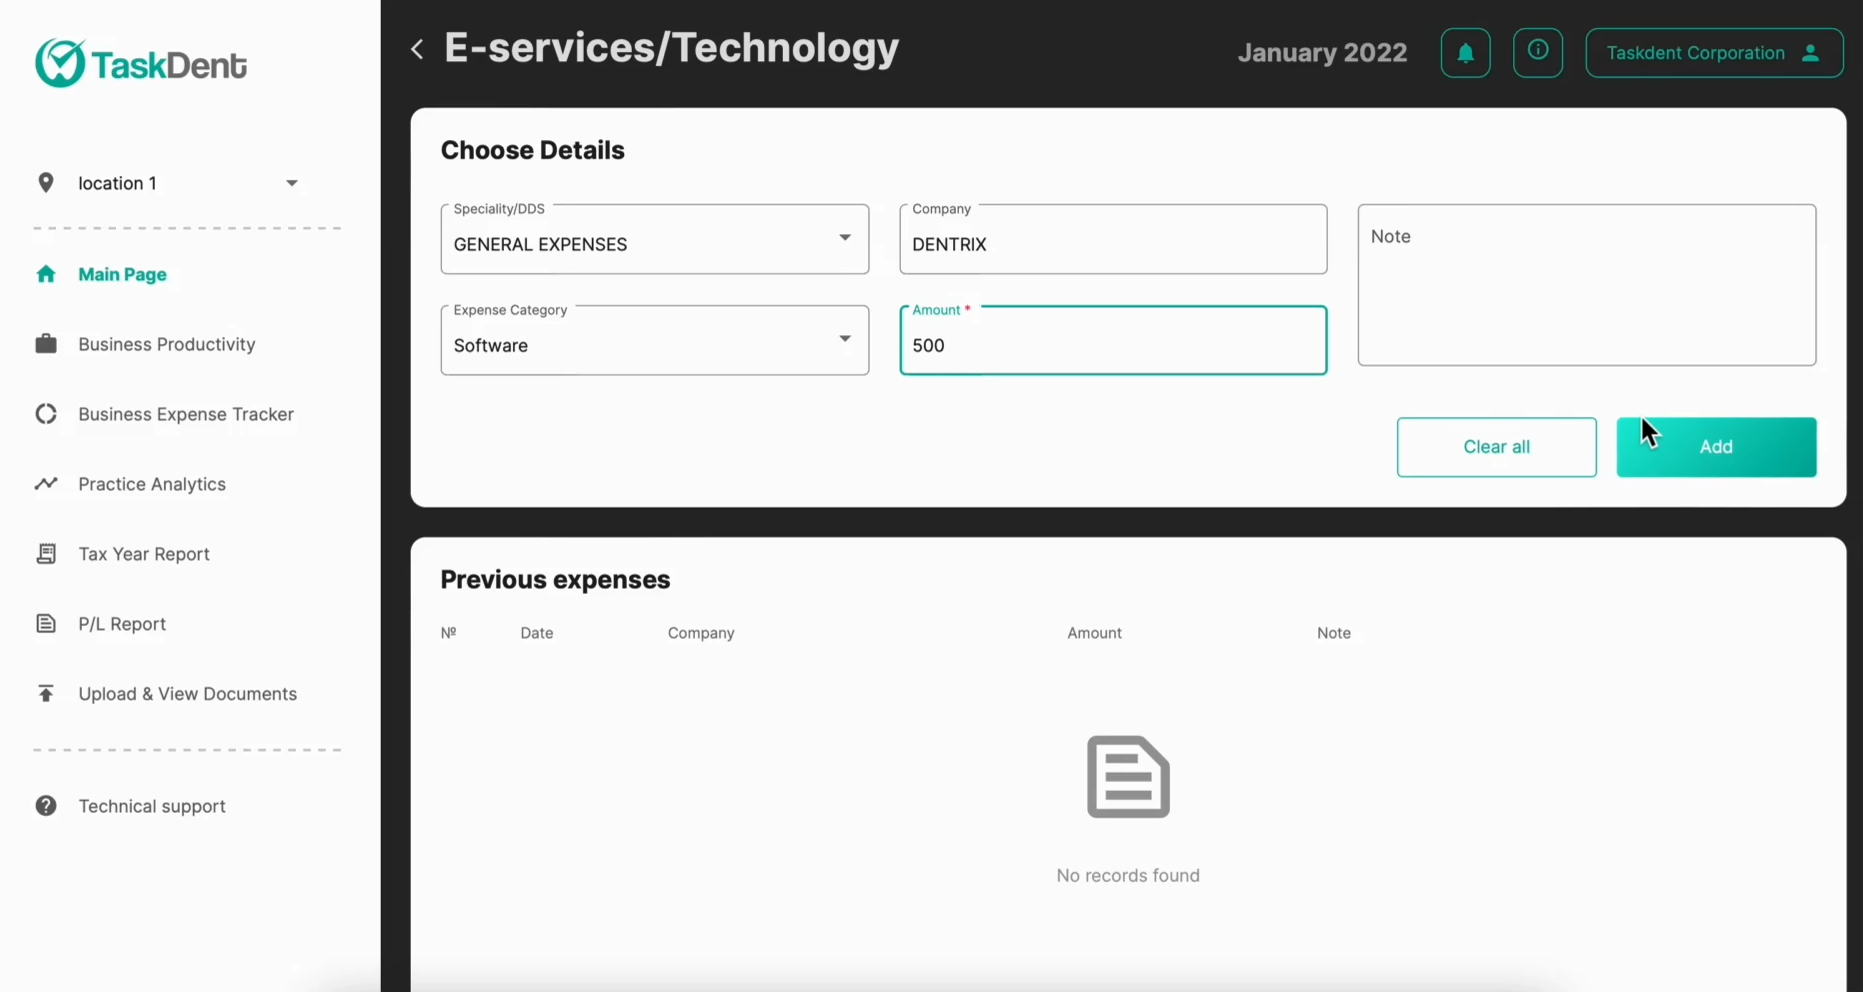 TaskDent
location 1
Main Page
Business Productivity
Business Expense Tracker
Practice Analytics
Tax Year Report
P/L Report
Upload & View Documents
Technical support
E-services/Technology
January 2022
Taskdent Corporation
Choose Details
Speciality/DDS
GENERAL EXPENSES
Company
DENTRIX
Note
Expense Category
Software
Amount *
500
Clear all
Add
Previous expenses
№ Date Company Amount Note
No records found